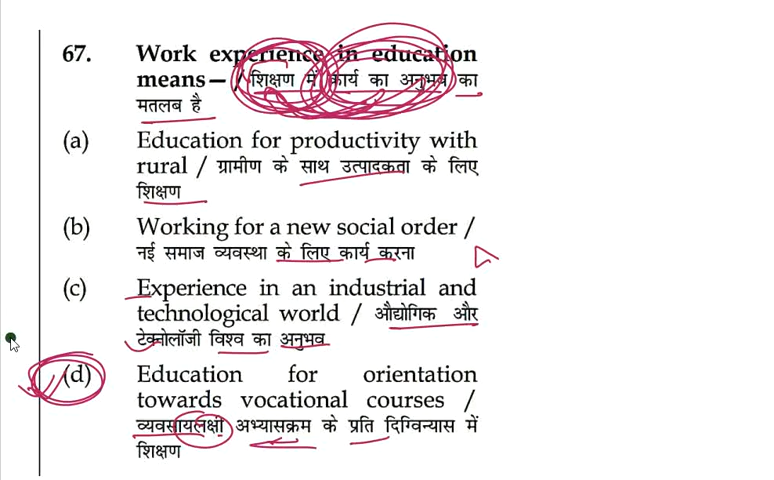 67. Work experience in education
means— / शिक्षण में कार्य का अनुभव का
मतलब है
(a) Education for productivity with
rural / ग्रामीण के साथ उत्पादकता के लिए
शिक्षण
(b) Working for a new social order /
नई समाज व्यवस्था के लिए कार्य करना
(c) Experience in an industrial and
technological world / औद्योगिक और
टेक्नोलॉजी विश्व का अनुभव
(d) Education for orientation
towards vocational courses /
व्यवसायलक्षी अभ्यासक्रम के प्रति दिग्विन्यास में
शिक्षण